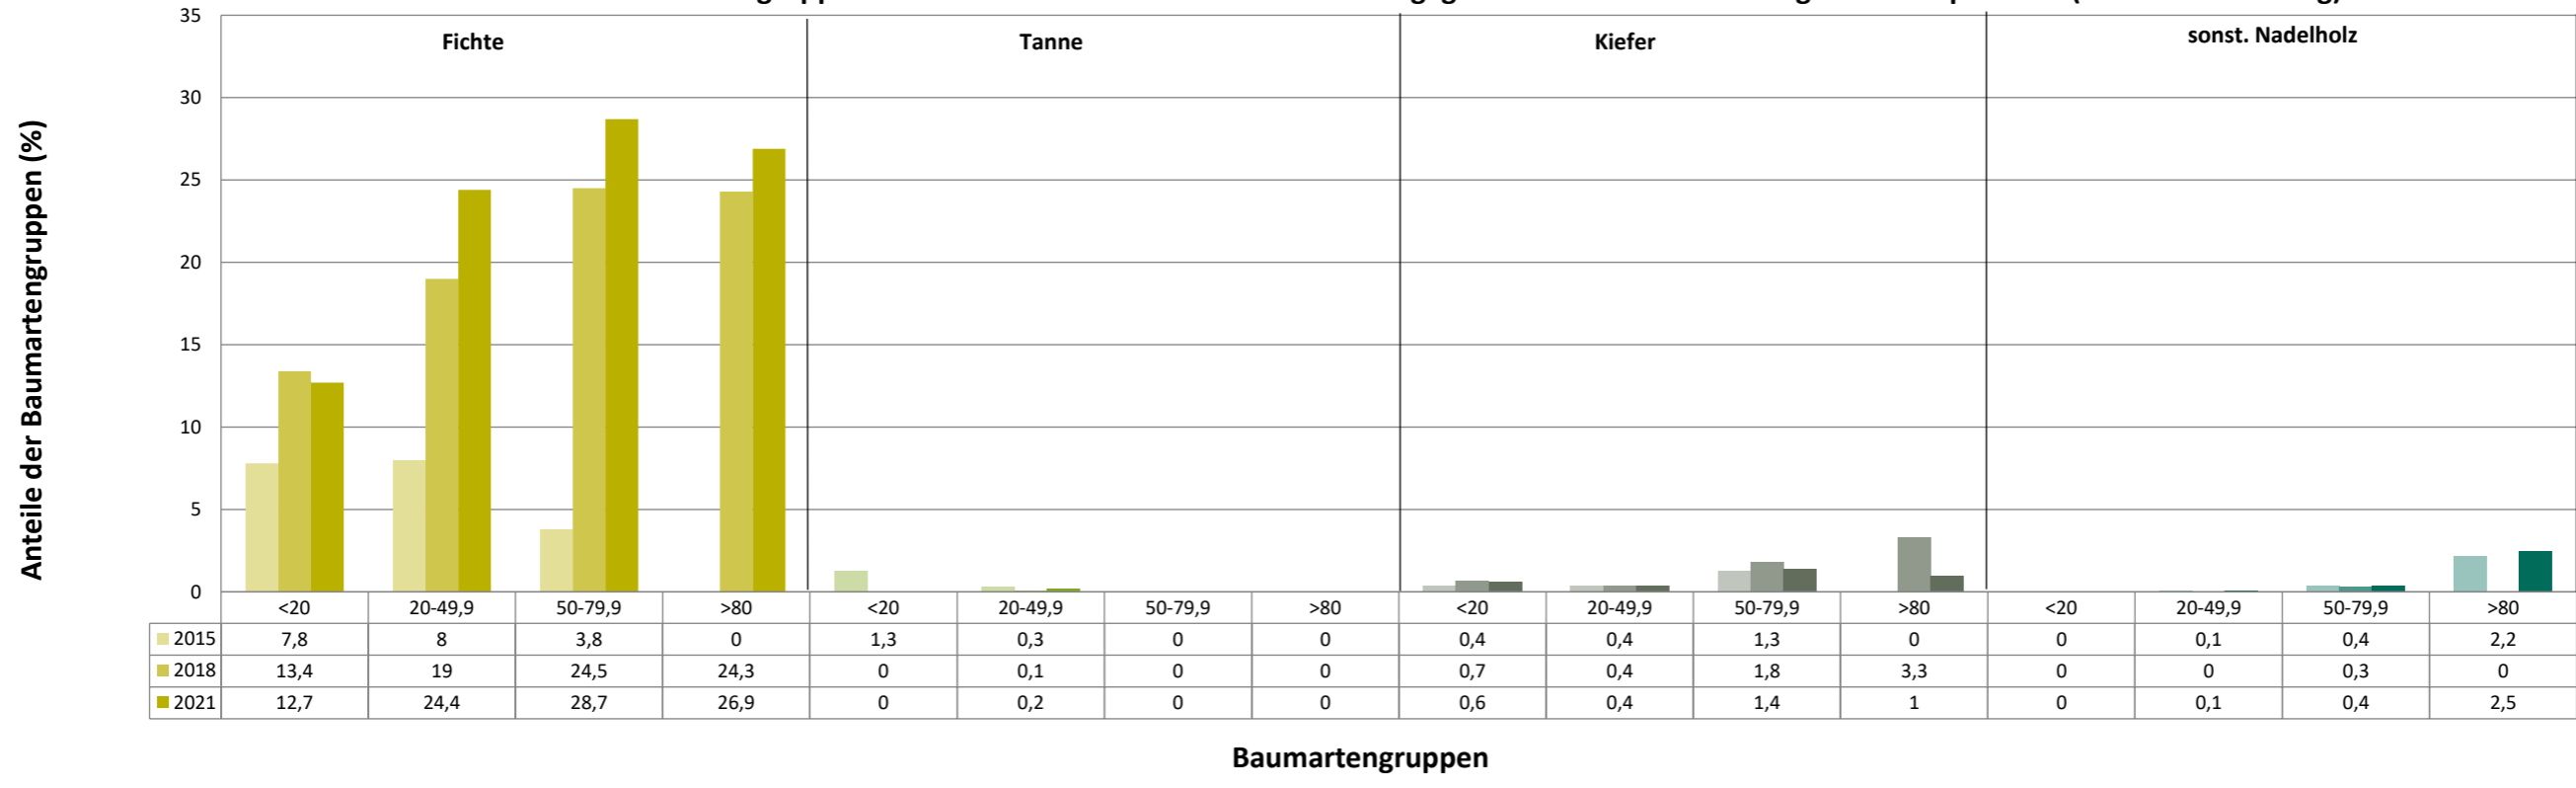 35
Fichte
Tanne
Kiefer
sonst. Nadelholz
30
25
20
15
10
5
0
Anteile der Baumartengruppen (%)
<20 20-49,9 50-79,9 >80 <20 20-49,9 50-79,9 >80 <20 20-49,9 50-79,9 >80 <20 20-49,9 50-79,9 >80
2015 7,8 8 3,8 0 1,3 0,3 0 0 0,4 0,4 1,3 0 0 0,1 0,4 2,2
2018 13,4 19 24,5 24,3 0 0,1 0 0 0,7 0,4 1,8 3,3 0 0 0,3 0
2021 12,7 24,4 28,7 26,9 0 0,2 0 0 0,6 0,4 1,4 1 0 0,1 0,4 2,5
Baumartengruppen